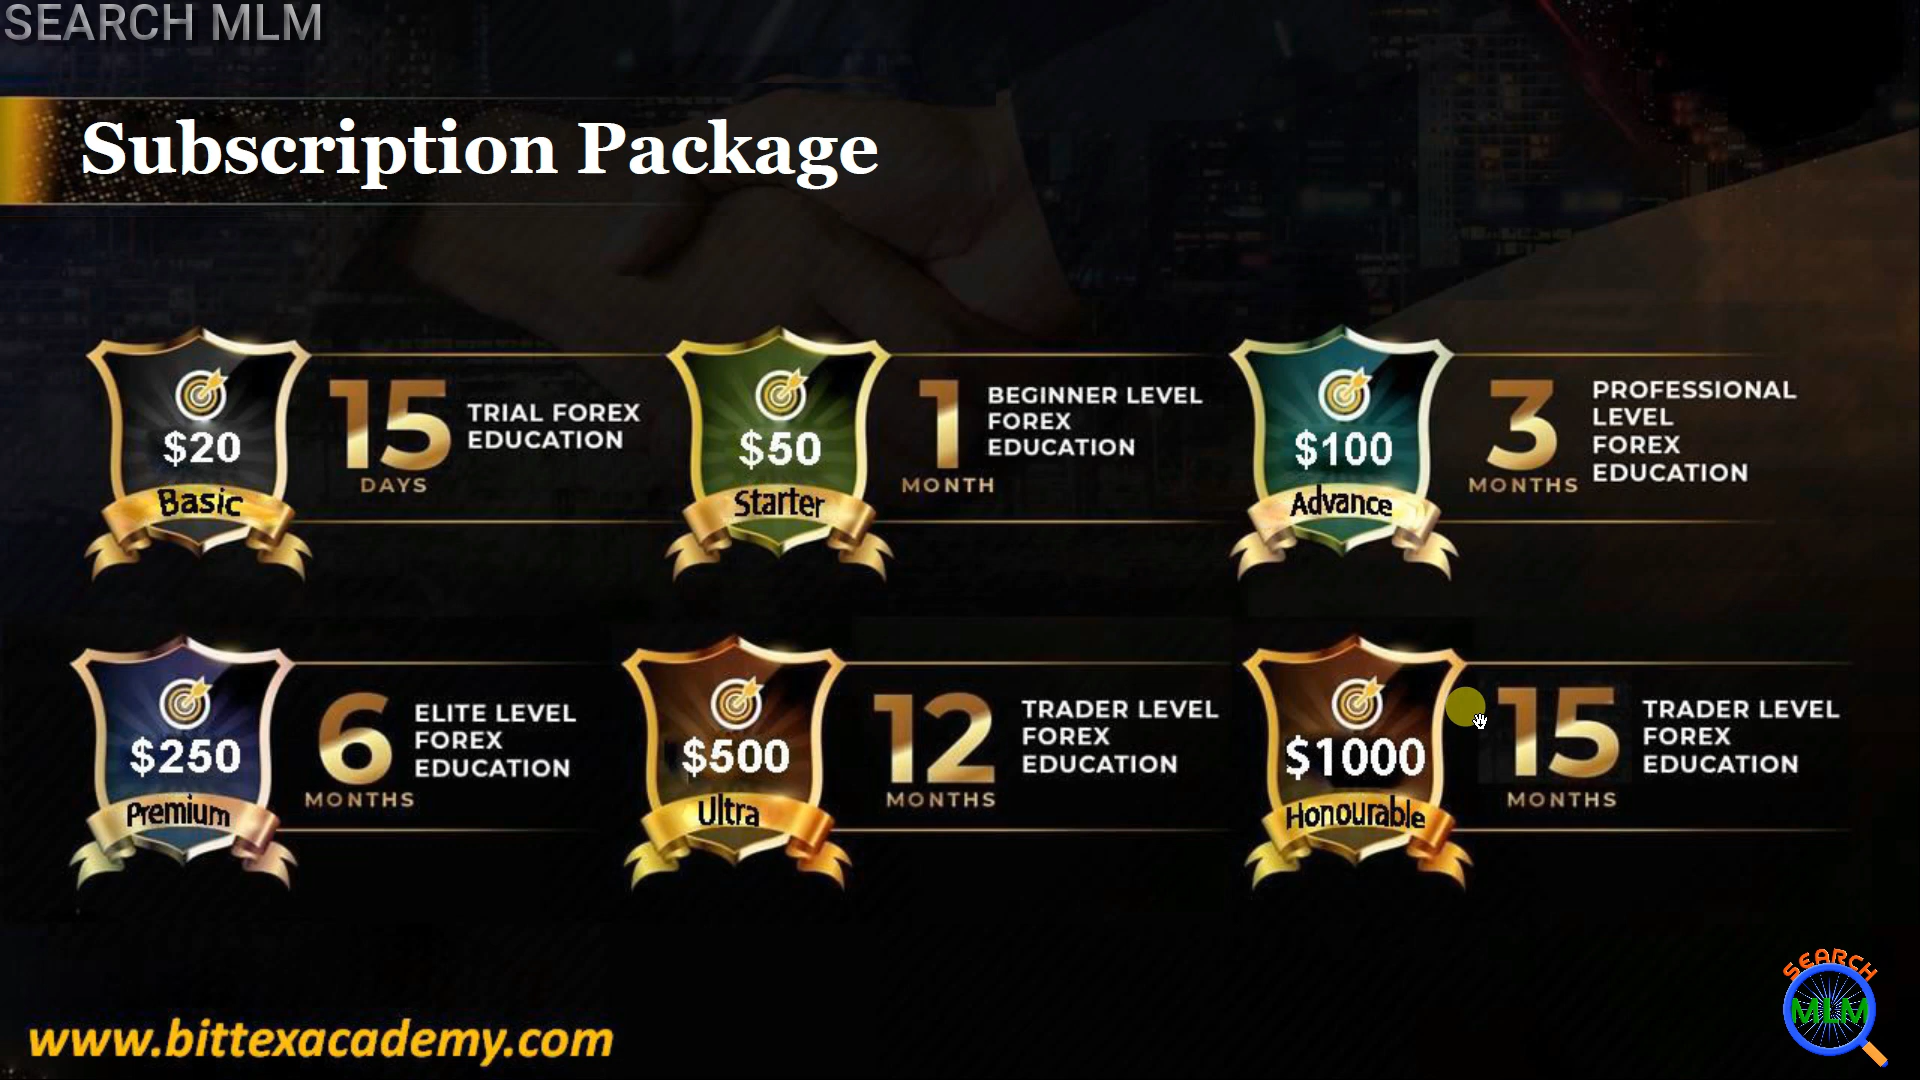 SEARCH MLM
Subscription Package
$20
Basic
15
DAYS
TRIAL FOREX
EDUCATION
$50
Starter
1
MONTH
BEGINNER LEVEL
FOREX
EDUCATION
$100
Advance
3
MONTHS
PROFESSIONAL
LEVEL
FOREX
EDUCATION
$250
Premium
6
MONTHS
ELITE LEVEL
FOREX
EDUCATION
$500
Ultra
12
MONTHS
TRADER LEVEL
FOREX
EDUCATION
$1000
Honourable
15
MONTHS
TRADER LEVEL
FOREX
EDUCATION
www.bittexacademy.com
SEARCH
MLM